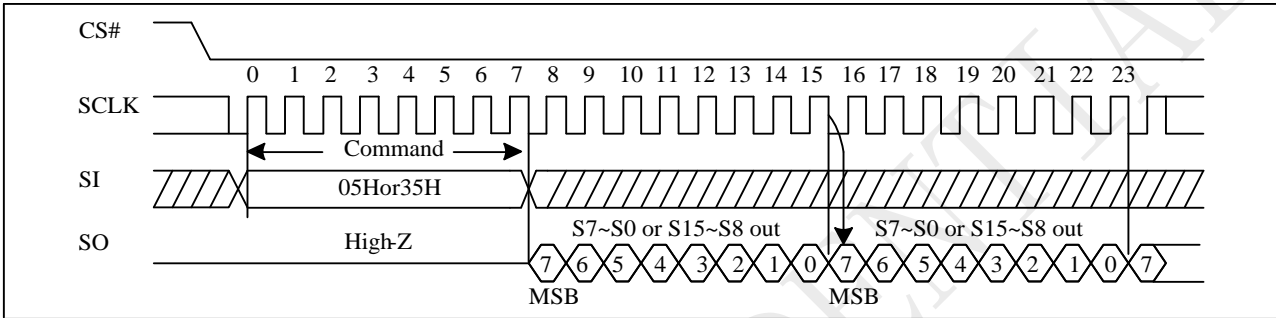 CS#
0 1 2 3 4 5 6 7 8 9 10 11 12 13 14 15 16 17 18 19 20 21 22 23
SCLK
Command
SI
05Hor35H
S7~S0 or S15~S8 out S7~S0 or S15~S8 out
SO
High-Z
7 6 5 4 3 2 1 0 7 6 5 4 3 2 1 0 7
MSB MSB